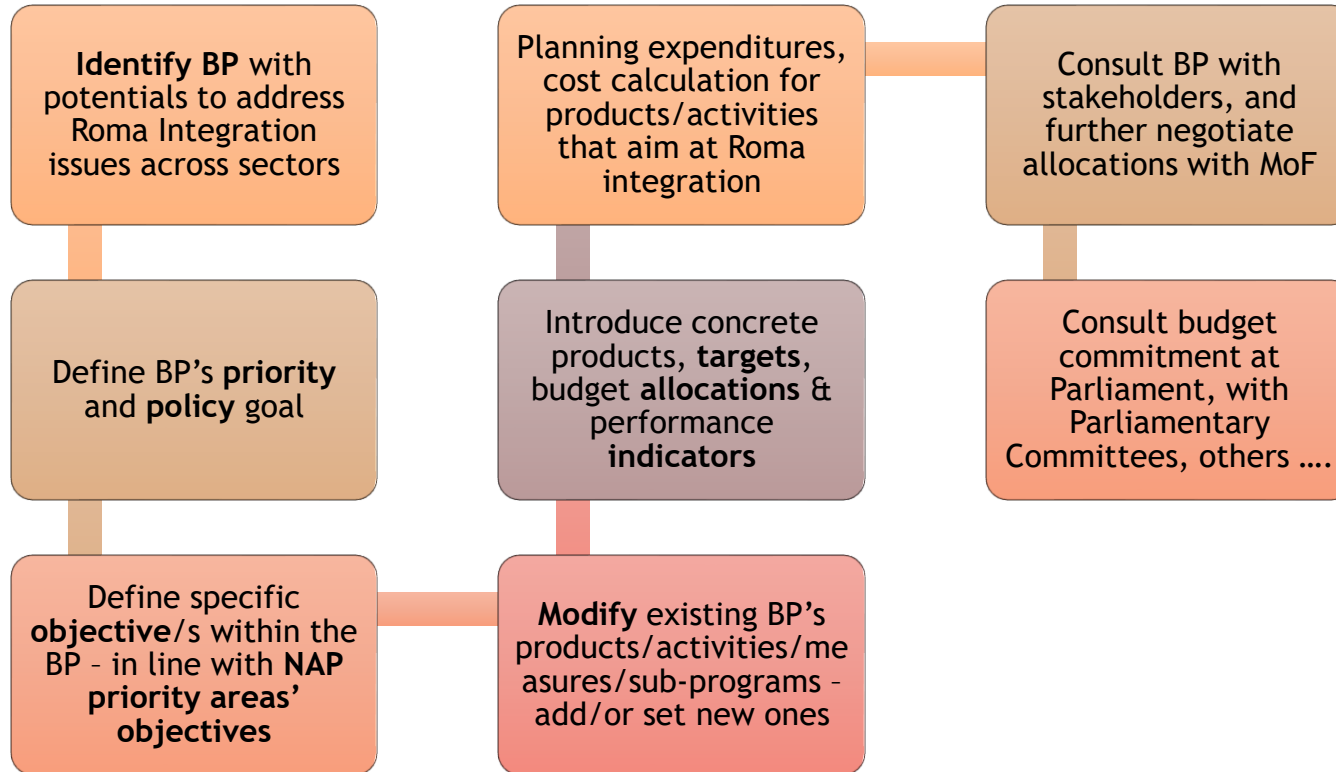 Identify BP with
potentials to address
Roma Integration
issues across sectors
Define BP’s priority
and policy goal
Define specific
objective/s within the
BP – in line with NAP
priority areas’
objectives
Modify existing BP’s
products/activities/me
asures/sub-programs –
add/or set new ones
Introduce concrete
products, targets,
budget allocations &
performance
indicators
Planning expenditures,
cost calculation for
products/activities
that aim at Roma
integration
Consult BP with
stakeholders, and
further negotiate
allocations with MoF
Consult budget
commitment at
Parliament, with
Parliamentary
Committees, others ….